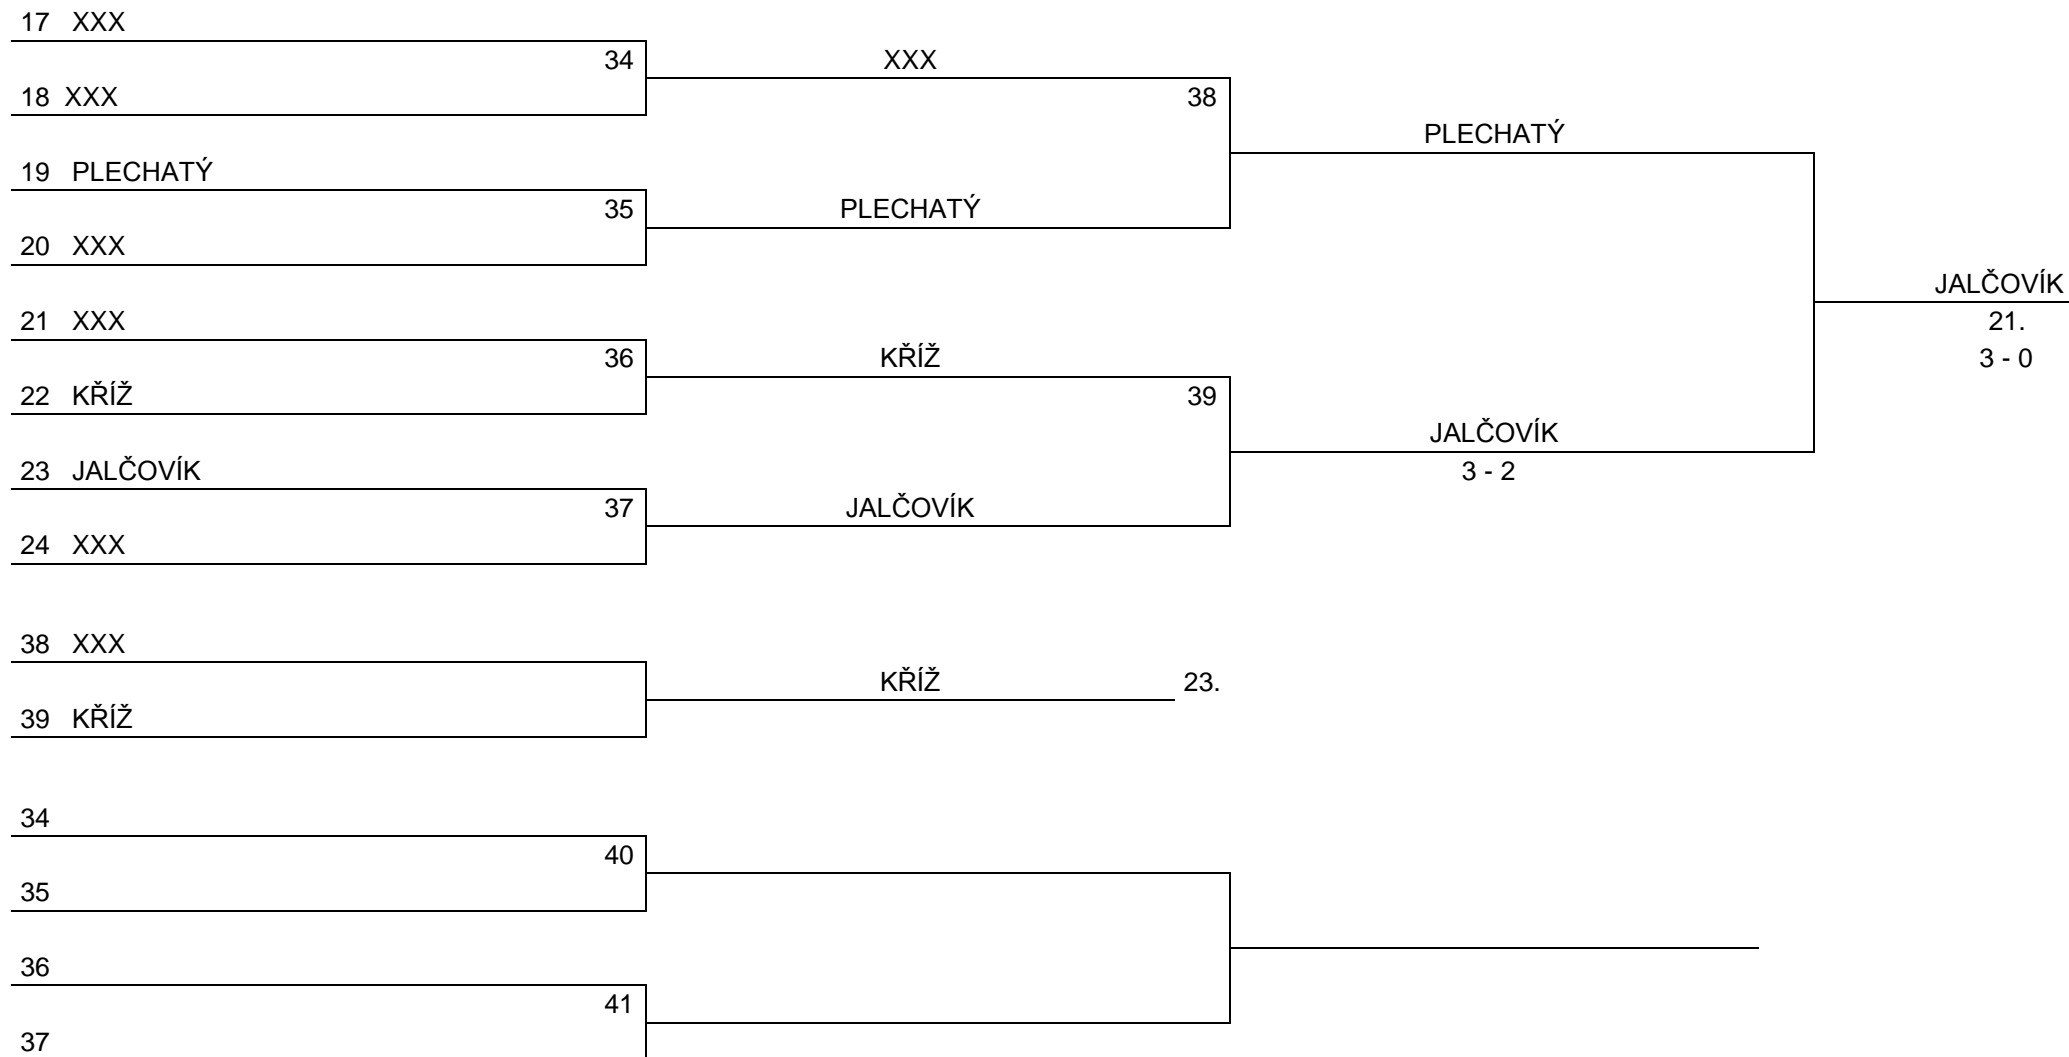 17 XXX
34 XXX
18 XXX
38
PLECHATÝ
19 PLECHATÝ
35 PLECHATÝ
20 XXX
JALČOVÍK
21 XXX
21.
36 KŘÍŽ
3 - 0
22 KŘÍŽ
39
JALČOVÍK
23 JALČOVÍK
3 - 2
37 JALČOVÍK
24 XXX
38 XXX
KŘÍŽ 23.
39 KŘÍŽ
34
40
35
36
41
37